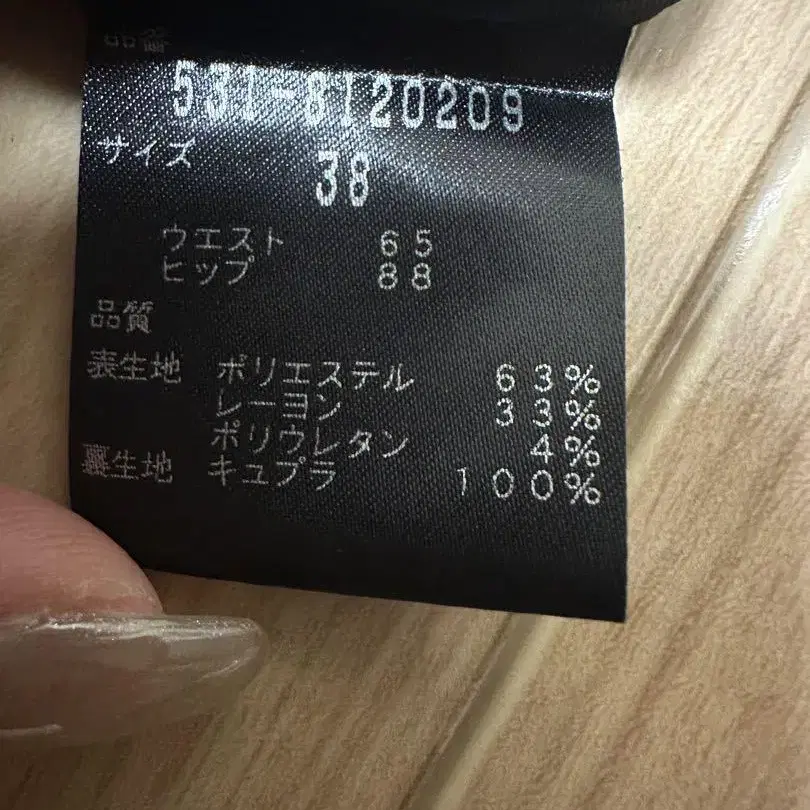 品番
531-8120209
サイズ 38
ウエスト 65
ヒップ 88
品質
表生地 ポリエステル 63%
レーヨン 33%
ポリウレタン 4%
裏生地 キュプラ 100%